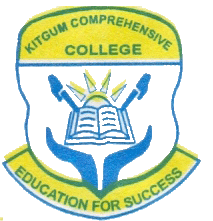 KITGUM COMPREHENSIVE
COLLEGE
EDUCATION FOR SUCCESS